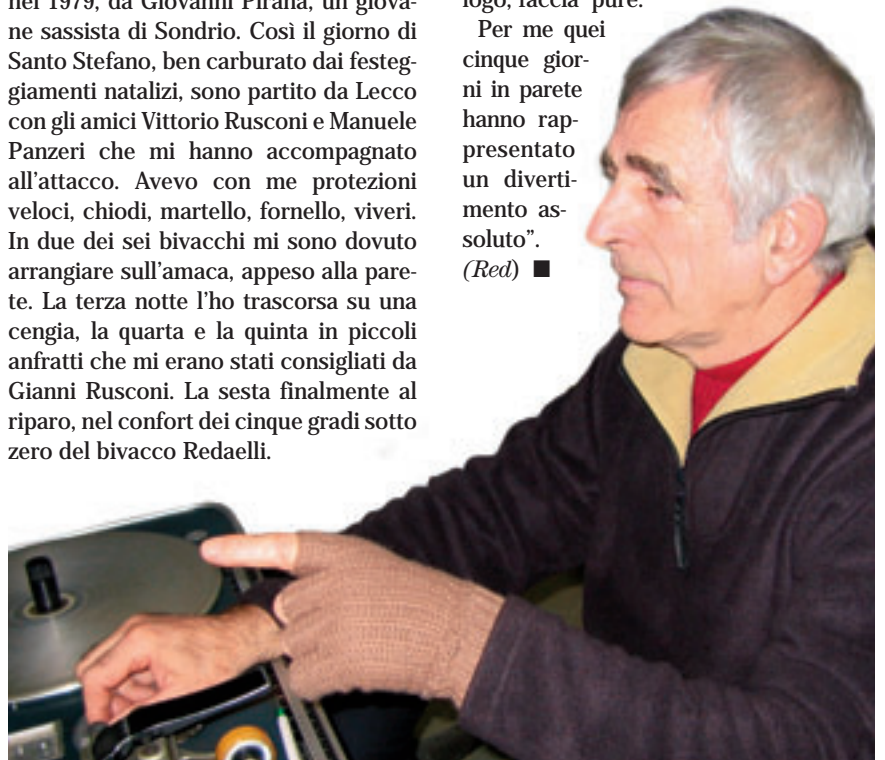 nel 1979, da Giovanni Pirana, un giova-
ne sassista di Sondrio. Così il giorno di
Santo Stefano, ben carburato dai festeg-
giamenti natalizi, sono partito da Lecco
con gli amici Vittorio Rusconi e Manuele
Panzeri che mi hanno accompagnato
all'attacco. Avevo con me protezioni
veloci, chiodi, martello, fornello, viveri.
In due dei sei bivacchi mi sono dovuto
arrangiare sull'amaca, appeso alla pare-
te. La terza notte l'ho trascorsa su una
cengia, la quarta e la quinta in piccoli
anfratti che mi erano stati consigliati da
Gianni Rusconi. La sesta finalmente al
riparo, nel confort dei cinque gradi sotto
zero del bivacco Redaelli.
logo, faccia pure.
Per me quei
cinque gior-
ni in parete
hanno rap-
presentato
un diverti-
mento as-
soluto”.
(Red) ■